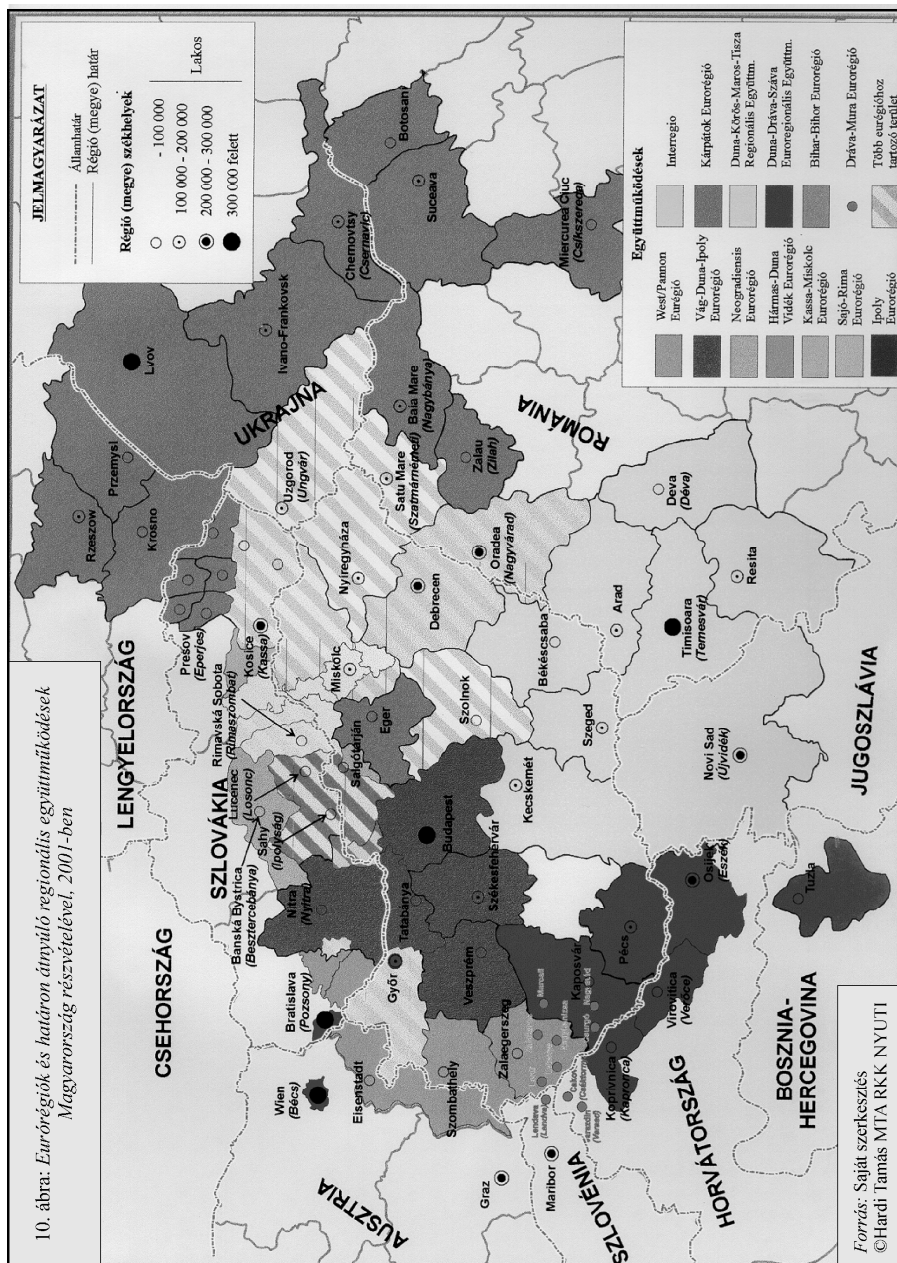 10. ábra: Eurórégiók és határon átnyúló regionális együttműködések
Magyarország részvételével, 2001-ben
JELMAGYARÁZAT
Államhatár
Régió (megye) határ
Régió (megye) székhelyek
Lakos
- 100 000
100 000 - 200 000
200 000 - 300 000
300 000 felett
LENGYELORSZÁG
CSEHORSZÁG
SZLOVÁKIA
UKRAJNA
AUSZTRIA
ROMÁNIA
SZLOVÉNIA
HORVÁTORSZÁG
BOSZNIA-
HERCEGOVINA
JUGOSZLÁVIA
Rzeszow
Przemysl
Krosno
Lvov
Ivano-Frankovsk
Chernovtsy
(Csernavic)
Botosani
Suceava
Miercurea Ciuc
(Csíkszereda)
Presov
(Eperjes)
Kosice
(Kassa)
Uzgorod
(Ungvár)
Rimavská Sobota
(Rimaszombat)
Lucenec
(Losonc)
Sahy
(Ipolyság)
Banská Bystrica
(Besztercebánya)
Nitra
(Nyitra)
Bratislava
(Pozsony)
Wien
(Bécs)
Eisenstadt
Szombathely
Zalaegerszeg
Graz
Maribor
Győr
Tatabánya
Veszprém
Székesfehérvár
Budapest
Salgótarján
Eger
Miskolc
Nyíregyháza
Debrecen
Satu Mare
(Szatmárnémeti)
Baia Mare
(Nagybánya)
Zalau
(Zilah)
Oradea
(Nagyvárad)
Szolnok
Kecskemét
Békéscsaba
Szeged
Arad
Deva
(Déva)
Timisoara
(Temesvár)
Resita
Novi Sad
(Újvidék)
Kaposvár
Pécs
Marcali
Lendava
(Lendva)
Koprivnica
(Kapronca)
Virovitica
(Verőce)
Osijek
(Eszék)
Tuzla
Együttműködések
West/Pannon
Eurégió
Vág-Duna-Ipoly
Eurorégió
Neogradiensis
Eurorégió
Hármas-Duna
Vidék Eurorégió
Kassa-Miskolc
Eurorégió
Sajó-Rima
Eurorégió
Ipoly
Eurorégió
Interregio
Kárpátok Eurorégió
Duna-Körös-Maros-Tisza
Regionális Együttm.
Duna-Dráva-Száva
Euroregionális Együttm.
Bihar-Bihor Eurorégió
Dráva-Mura Eurorégió
Több eurégióhoz
tartozó terület
Forrás: Saját szerkesztés
©Hardi Tamás MTA RKK NYUTI